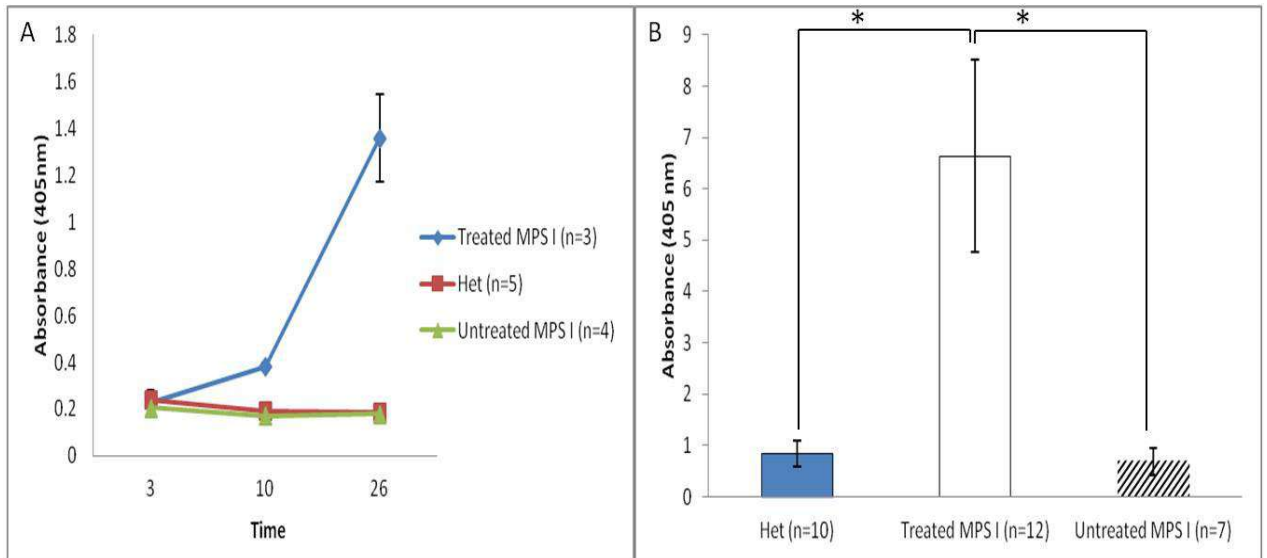 A
1.8
1.6
1.4
1.2
1
0.8
0.6
0.4
0.2
0
Absorbance (405nm)
3 10 26
Time
Treated MPS I (n=3)
Het (n=5)
Untreated MPS I (n=4)
B
* *
9
8
7
6
5
4
3
2
1
0
Absorbance (405 nm)
Het (n=10) Treated MPS I (n=12) Untreated MPS I (n=7)